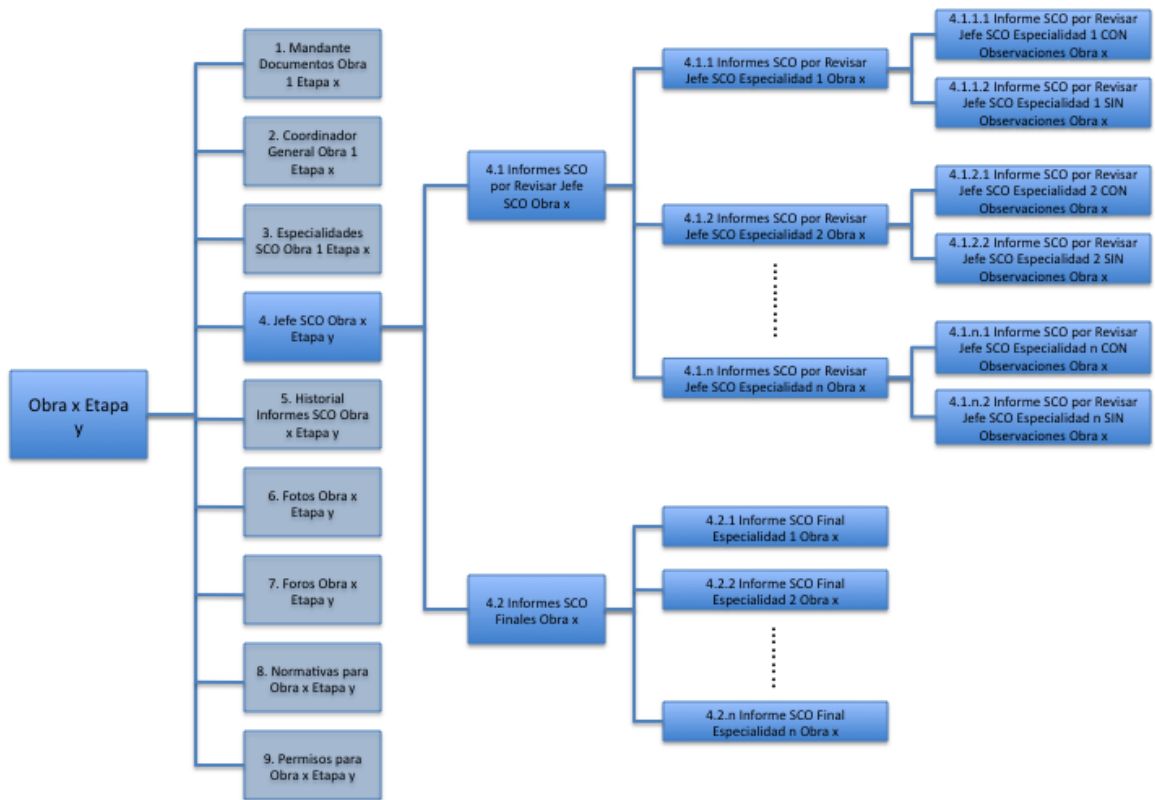 Obra x Etapa
y
1. Mandante
Documentos Obra
1 Etapa x
2. Coordinador
General Obra 1
Etapa x
3. Especialidades
SCO Obra 1 Etapa x
4. Jefe SCO Obra x
Etapa y
5. Historial
Informes SCO Obra
x Etapa y
6. Fotos Obra x
Etapa y
7. Foros Obra x
Etapa y
8. Normativas para
Obra x Etapa y
9. Permisos para
Obra x Etapa y
4.1 Informes SCO
por Revisar Jefe
SCO Obra x
4.2 Informes SCO
Finales Obra x
4.1.1 Informes SCO por Revisar
Jefe SCO Especialidad 1 Obra x
4.1.2 Informes SCO por Revisar
Jefe SCO Especialidad 2 Obra x
4.1.n Informes SCO por Revisar
Jefe SCO Especialidad n Obra x
4.2.1 Informe SCO Final
Especialidad 1 Obra x
4.2.2 Informe SCO Final
Especialidad 2 Obra x
4.2.n Informe SCO Final
Especialidad n Obra x
4.1.1.1 Informe SCO por Revisar
Jefe SCO Especialidad 1 CON
Observaciones Obra x
4.1.1.2 Informe SCO por Revisar
Jefe SCO Especialidad 1 SIN
Observaciones Obra x
4.1.2.1 Informe SCO por Revisar
Jefe SCO Especialidad 2 CON
Observaciones Obra x
4.1.2.2 Informe SCO por Revisar
Jefe SCO Especialidad 2 SIN
Observaciones Obra x
4.1.n.1 Informe SCO por Revisar
Jefe SCO Especialidad n CON
Observaciones Obra x
4.1.n.2 Informe SCO por Revisar
Jefe SCO Especialidad n SIN
Observaciones Obra x